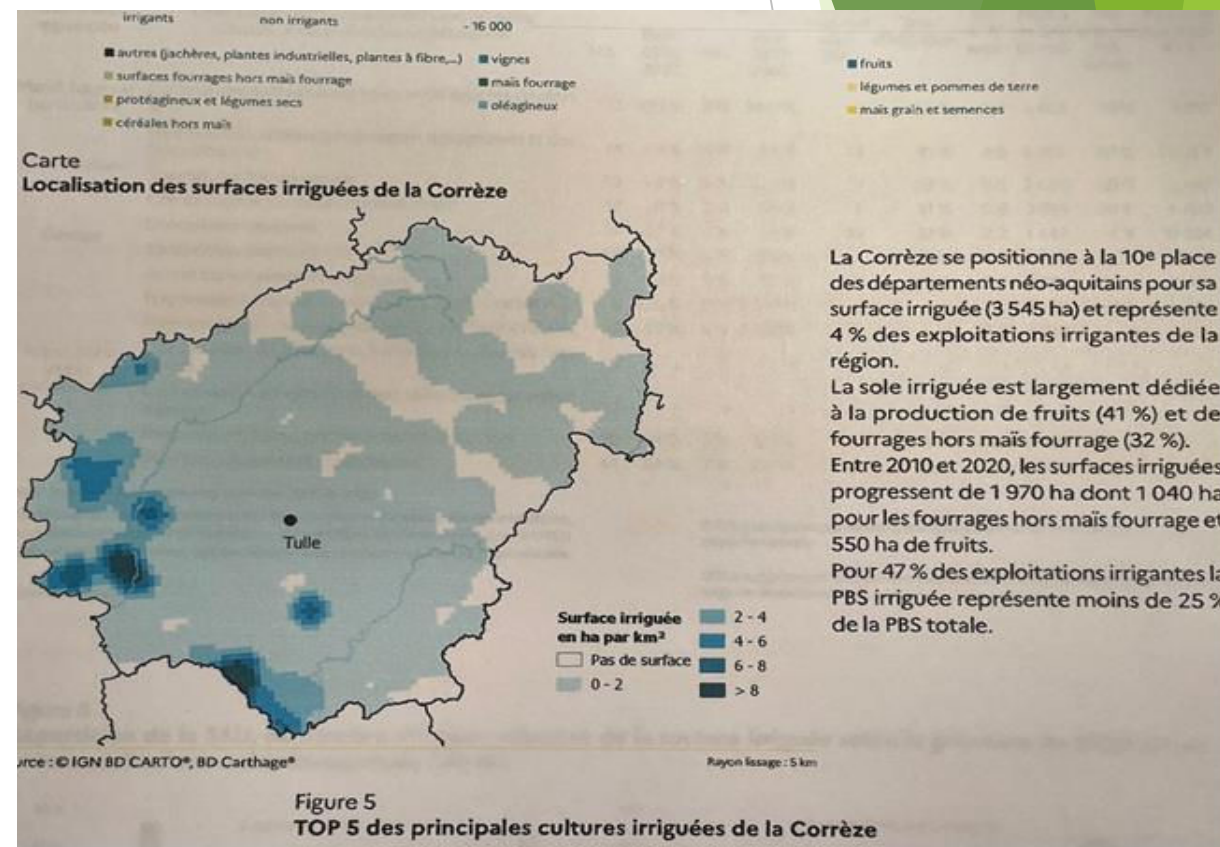 irrigants non irrigants - 16 000
autres (jachères, plantes industrielles, plantes à fibre,...) vignes fruits
surfaces fourrages hors maïs fourrage maïs fourrage légumes et pommes de terre
protéagineux et légumes secs oléagineux maïs grain et semences
céréales hors maïs
Carte
Localisation des surfaces irriguées de la Corrèze
Tulle
Surface irriguée
en ha par km²
Pas de surface
0 - 2
2 - 4
4 - 6
6 - 8
> 8
La Corrèze se positionne à la 10e place
des départements néo-aquitains pour sa
surface irriguée (3 545 ha) et représente
4 % des exploitations irrigantes de la
région.
La sole irriguée est largement dédiée
à la production de fruits (41 %) et de
fourrages hors maïs fourrage (32 %).
Entre 2010 et 2020, les surfaces irriguées
progressent de 1 970 ha dont 1 040 ha
pour les fourrages hors maïs fourrage et
550 ha de fruits.
Pour 47 % des exploitations irrigantes la
PBS irriguée représente moins de 25 %
de la PBS totale.
urce : © IGN BD CARTO®, BD Carthage®
Rayon lissage : 5 km
Figure 5
TOP 5 des principales cultures irriguées de la Corrèze